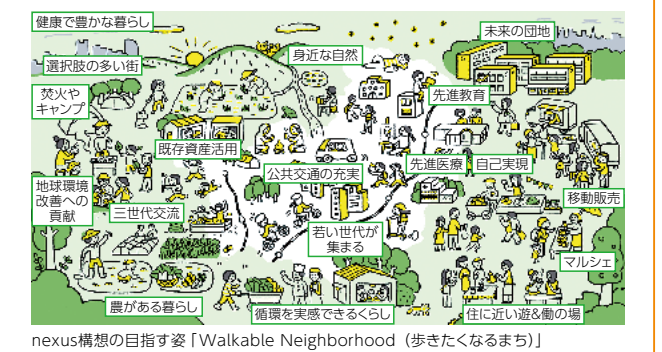 健康で豊かな暮らし
未来の団地
選択肢の多い街
身近な自然
焚火や
キャンプ
先進教育
既存資産活用
公共交通の充実
先進医療
自己実現
地球環境
改善への
貢献
三世代交流
移動販売
若い世代が
集まる
マルシェ
農がある暮らし
循環を実感できるくらし
住に近い遊&働の場
nexus構想の目指す姿「Walkable Neighborhood（歩きたくなるまち）」